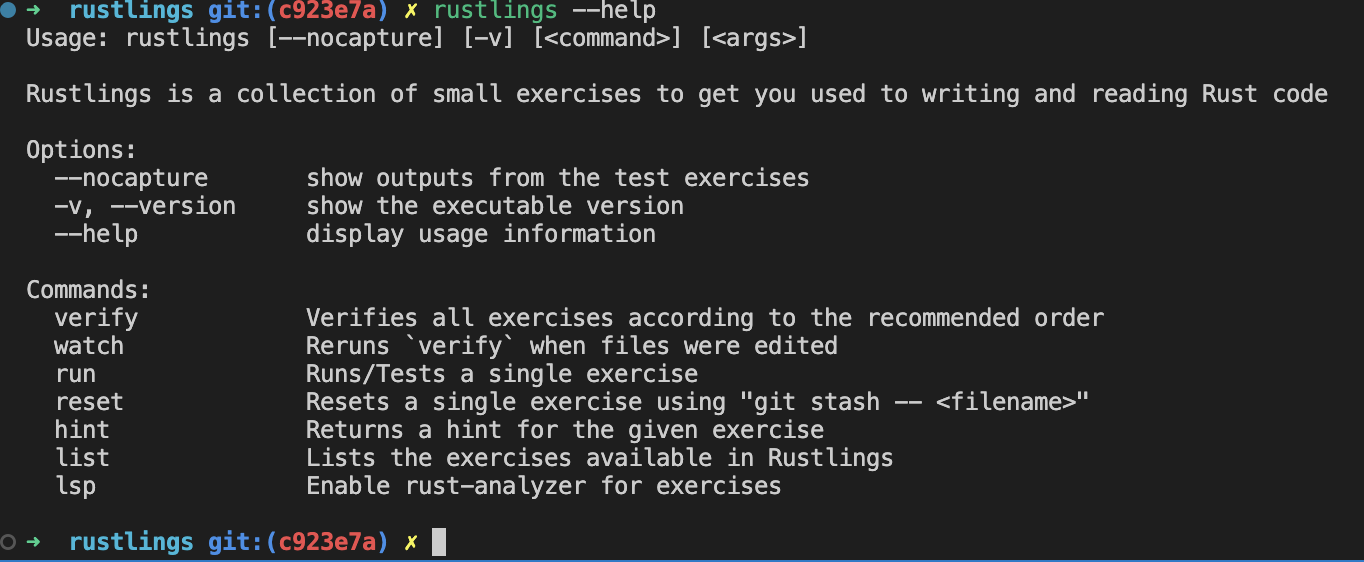 ➜ rustlings git:(c923e7a) ✗ rustlings --help
Usage: rustlings [--nocapture] [-v] [<command>] [<args>]
Rustlings is a collection of small exercises to get you used to writing and reading Rust code
Options:
--nocapture show outputs from the test exercises
-v, --version show the executable version
--help display usage information
Commands:
verify Verifies all exercises according to the recommended order
watch Reruns `verify` when files were edited
run Runs/Tests a single exercise
reset Resets a single exercise using "git stash -- <filename>"
hint Returns a hint for the given exercise
list Lists the exercises available in Rustlings
lsp Enable rust-analyzer for exercises
➜ rustlings git:(c923e7a) ✗